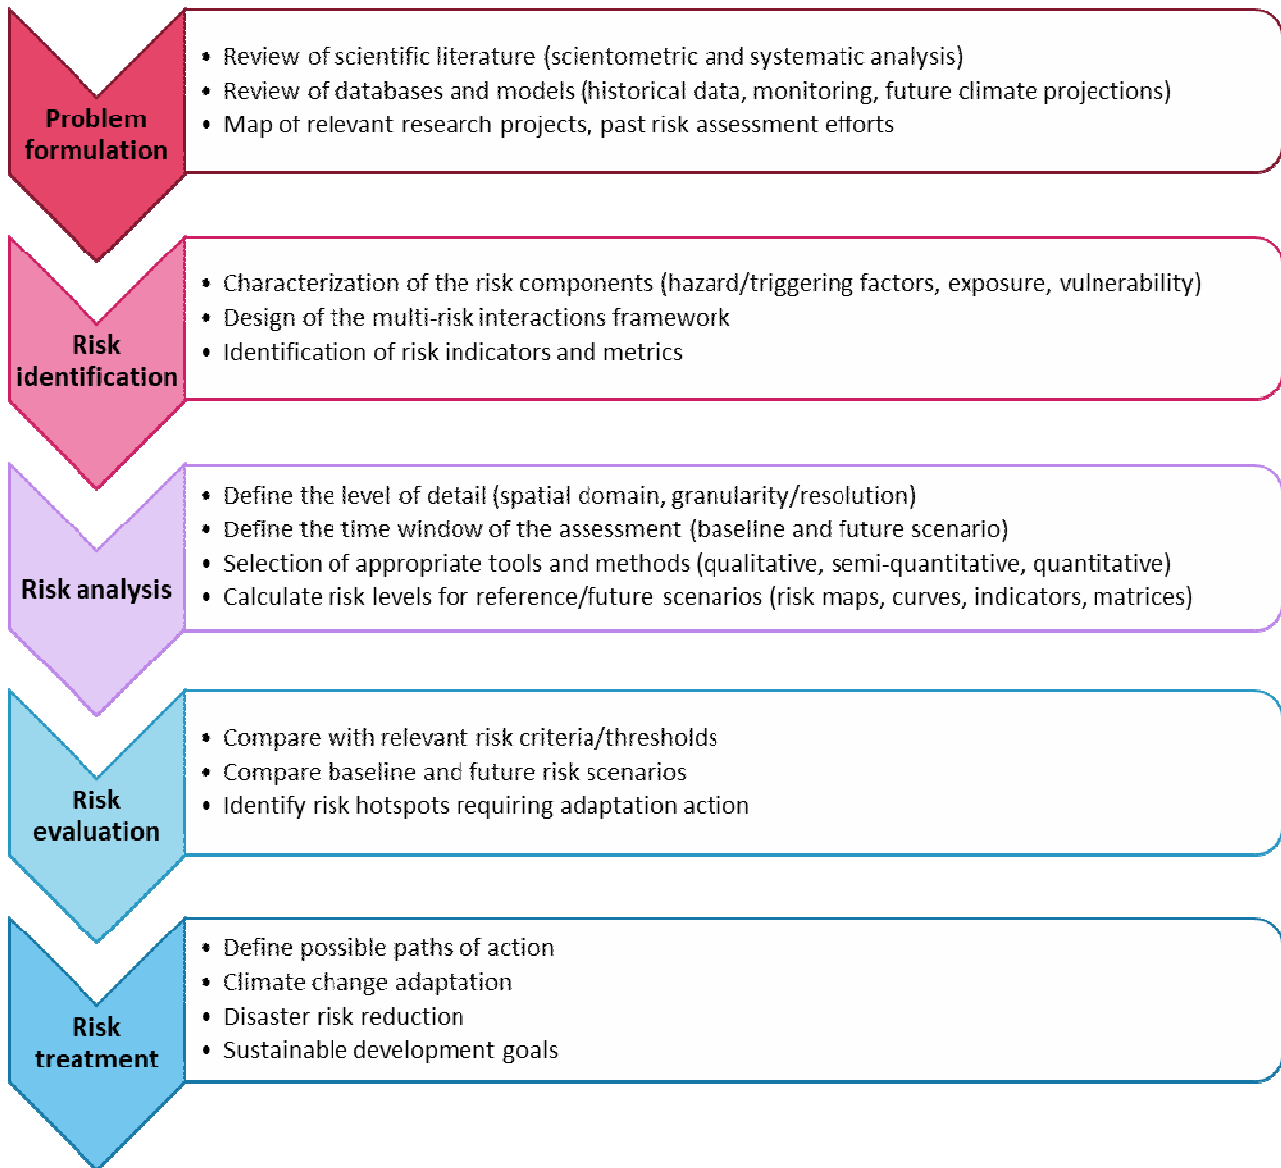 Problem
formulation
• Review of scientific literature (scientometric and systematic analysis)
• Review of databases and models (historical data, monitoring, future climate projections)
• Map of relevant research projects, past risk assessment efforts
Risk
identification
• Characterization of the risk components (hazard/triggering factors, exposure, vulnerability)
• Design of the multi-risk interactions framework
• Identification of risk indicators and metrics
Risk analysis
• Define the level of detail (spatial domain, granularity/resolution)
• Define the time window of the assessment (baseline and future scenario)
• Selection of appropriate tools and methods (qualitative, semi-quantitative, quantitative)
• Calculate risk levels for reference/future scenarios (risk maps, curves, indicators, matrices)
Risk
evaluation
• Compare with relevant risk criteria/thresholds
• Compare baseline and future risk scenarios
• Identify risk hotspots requiring adaptation action
Risk
treatment
• Define possible paths of action
• Climate change adaptation
• Disaster risk reduction
• Sustainable development goals